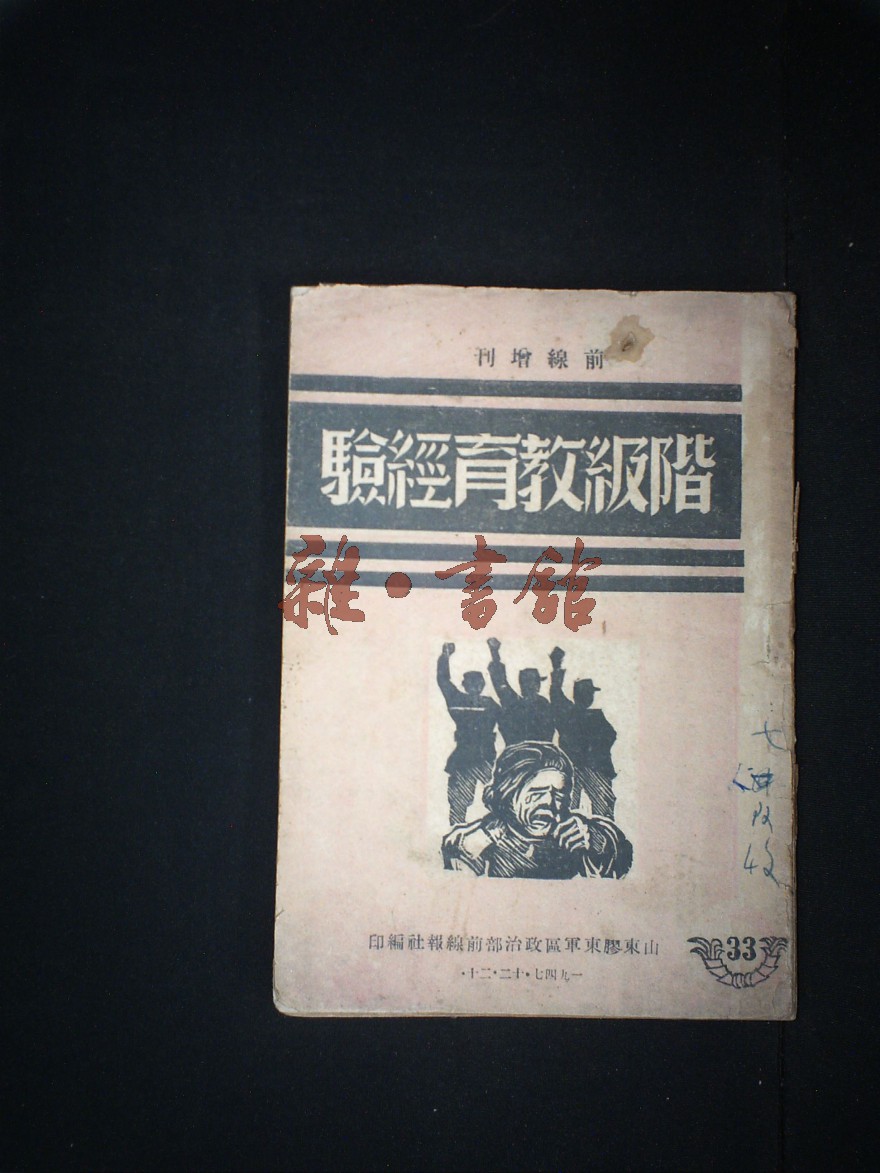 前線增刊
階級教育經驗
雜·書館
山東膠東軍區政治部前線報社編印
一九四七·十二·二十·
33